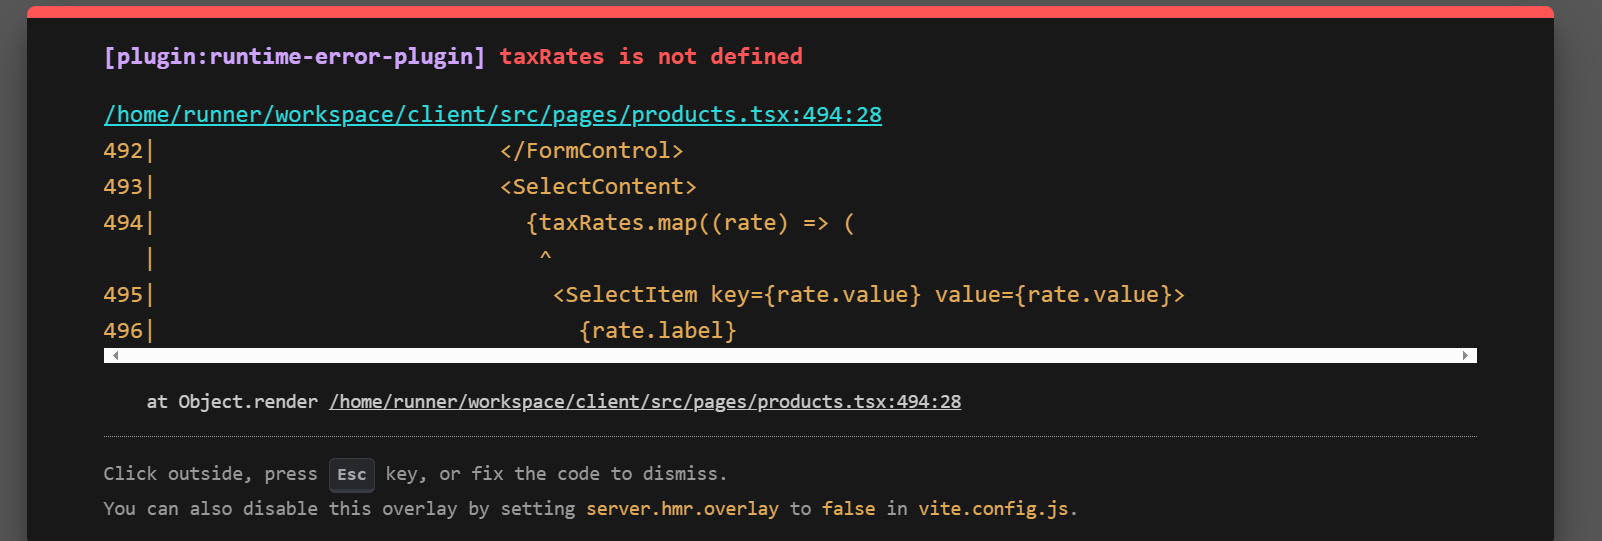 [plugin:runtime-error-plugin] taxRates is not defined
/home/runner/workspace/client/src/pages/products.tsx:494:28
492|                          </FormControl>
493|                          <SelectContent>
494|                            {taxRates.map((rate) => (
   |                             ^
495|                              <SelectItem key={rate.value} value={rate.value}>
496|                                {rate.label}
at Object.render /home/runner/workspace/client/src/pages/products.tsx:494:28
Click outside, press Esc key, or fix the code to dismiss.
You can also disable this overlay by setting server.hmr.overlay to false in vite.config.js.